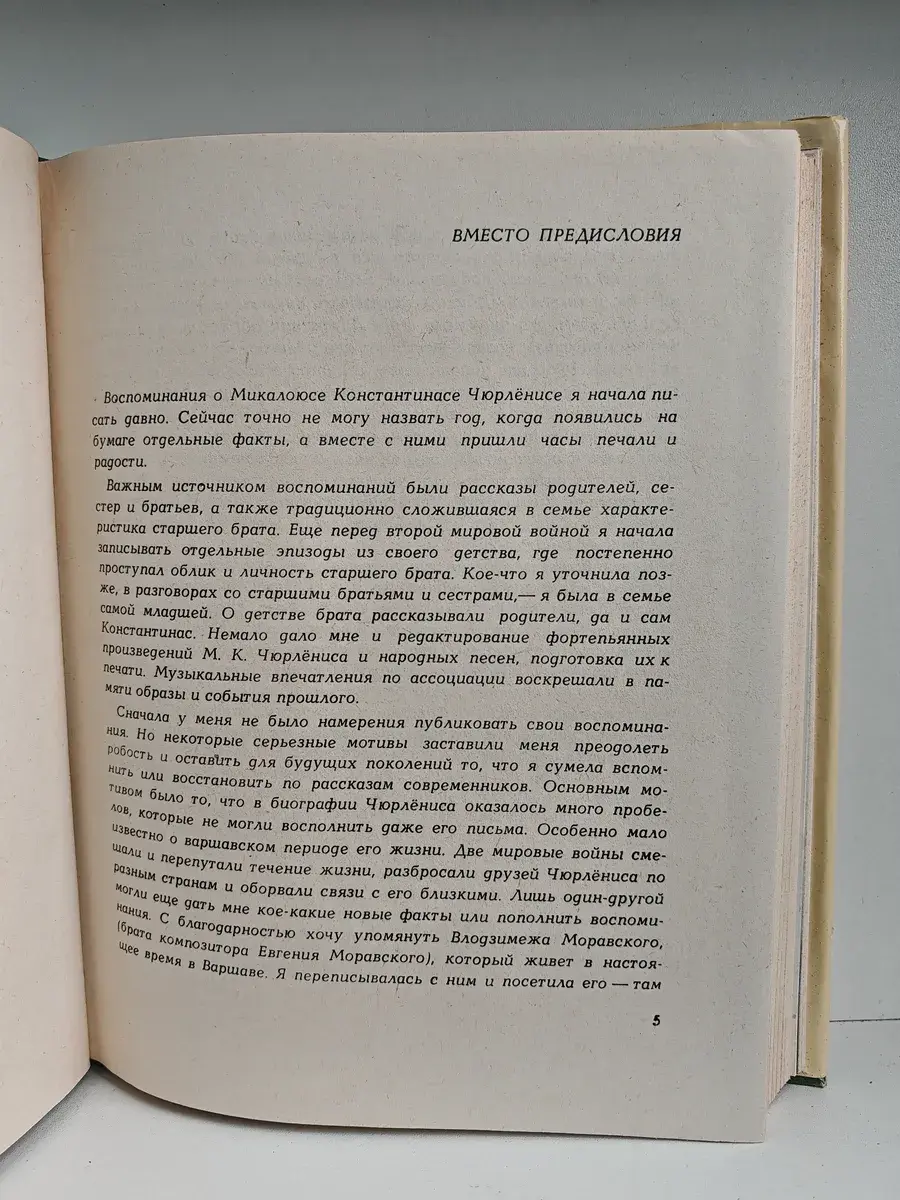 ВМЕСТО ПРЕДИСЛОВИЯ
Воспоминания о Микалоюсе Константинасе Чюрлёнисе я начала пи-
сать давно. Сейчас точно не могу назвать год, когда появились на
бумаге отдельные факты, а вместе с ними пришли часы печали и
радости.
Важным источником воспоминаний были рассказы родителей, се-
стер и братьев, а также традиционно сложившаяся в семье характе-
ристика старшего брата. Еще перед второй мировой войной я начала
записывать отдельные эпизоды из своего детства, где постепенно
проступал облик и личность старшего брата. Кое-что я уточнила поз-
же, в разговорах со старшими братьями и сестрами,— я была в семье
самой младшей. О детстве брата рассказывали родители, да и сам
Константинас. Немало дало мне и редактирование фортепьянных
произведений М. К. Чюрлёниса и народных песен, подготовка их к
печати. Музыкальные впечатления по ассоциации воскрешали в па-
мяти образы и события прошлого.
Сначала у меня не было намерения публиковать свои воспомина-
ния. Но некоторые серьезные мотивы заставили меня преодолеть
робость и оставить для будущих поколений то, что я сумела вспом-
нить или восстановить по рассказам современников. Основным мо-
тивом было то, что в биографии Чюрлёниса оказалось много пробе-
лов, которые не могли восполнить даже его письма. Особенно мало
известно о варшавском периоде его жизни. Две мировые войны сме-
шали и перепутали течение жизни, разбросали друзей Чюрлёниса по
разным странам и оборвали связи с его близкими. Лишь один-другой
могли еще дать мне кое-какие новые факты или пополнить воспоми-
нания. С благодарностью хочу упомянуть Влодзимежа Моравского,
(брата композитора Евгения Моравского), который живет в настоя-
щее время в Варшаве. Я переписывалась с ним и посетила его — там
5